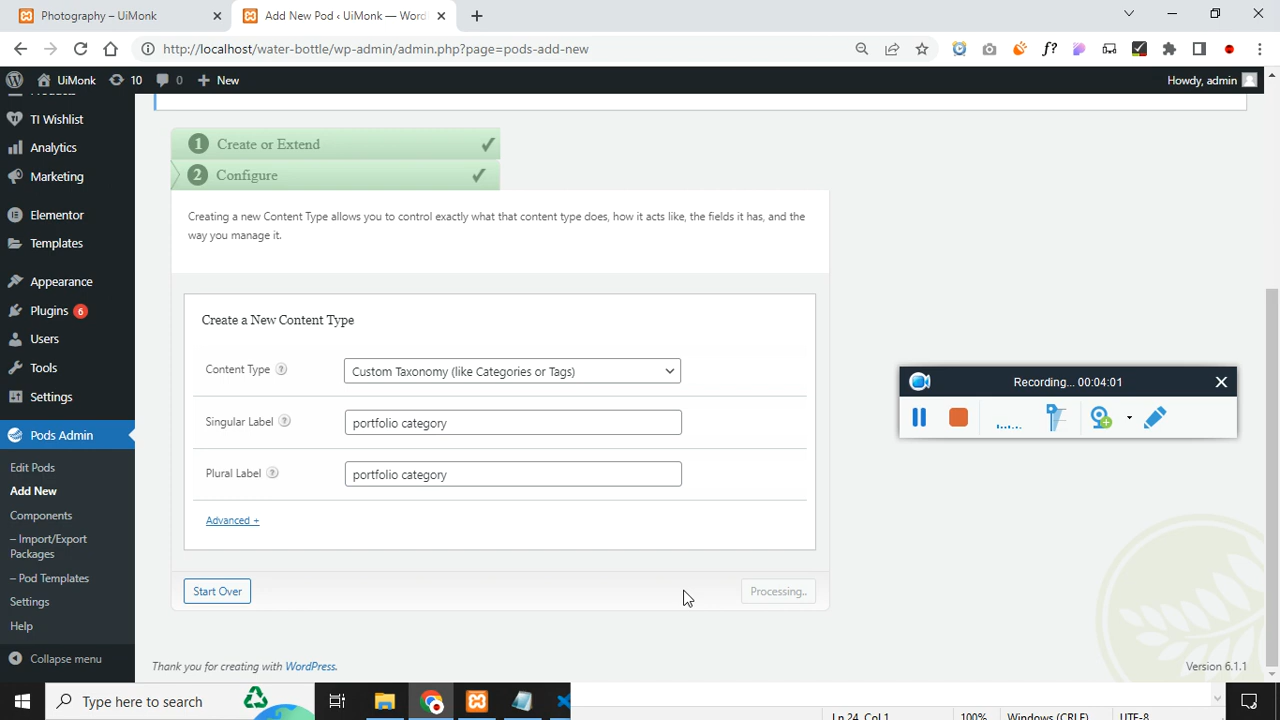 Photography – UiMonk
Add New Pod ‹ UiMonk — Word
http://localhost/water-bottle/wp-admin/admin.php?page=pods-add-new
UiMonk
10
0
New
Howdy, admin
Products
TI Wishlist
Analytics
Marketing
Elementor
Templates
Appearance
Plugins 6
Users
Tools
Settings
Pods Admin
Edit Pods
Add New
Components
– Import/Export
Packages
– Pod Templates
Settings
Help
Collapse menu
1 Create or Extend
2 Configure
Creating a new Content Type allows you to control exactly what that content type does, how it acts like, the fields it has, and the
way you manage it.
Create a New Content Type
Content Type ?
Custom Taxonomy (like Categories or Tags)
Singular Label ?
portfolio category
Plural Label ?
portfolio category
Advanced +
Start Over
Processing..
Recording... 00:04:01
Thank you for creating with WordPress.
Version 6.1.1
Type here to search
Ln 24, Col 1
100%
Windows (CRLF)
UTF-8